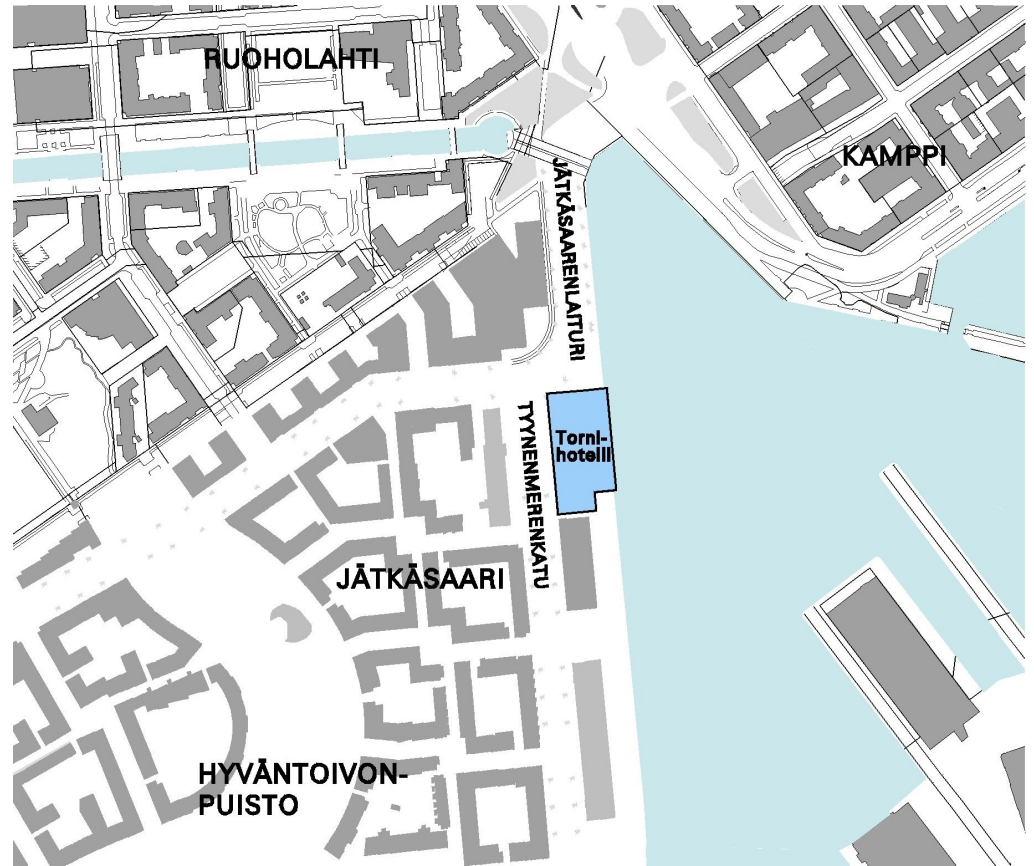 RUOHOLAHTI
KAMPPI
JÄTKÄSAARENLAITURI
TYYNENMERENKATU
Torni-
hotelli
JÄTKÄSAARI
HYVÄNTOIVON-
PUISTO